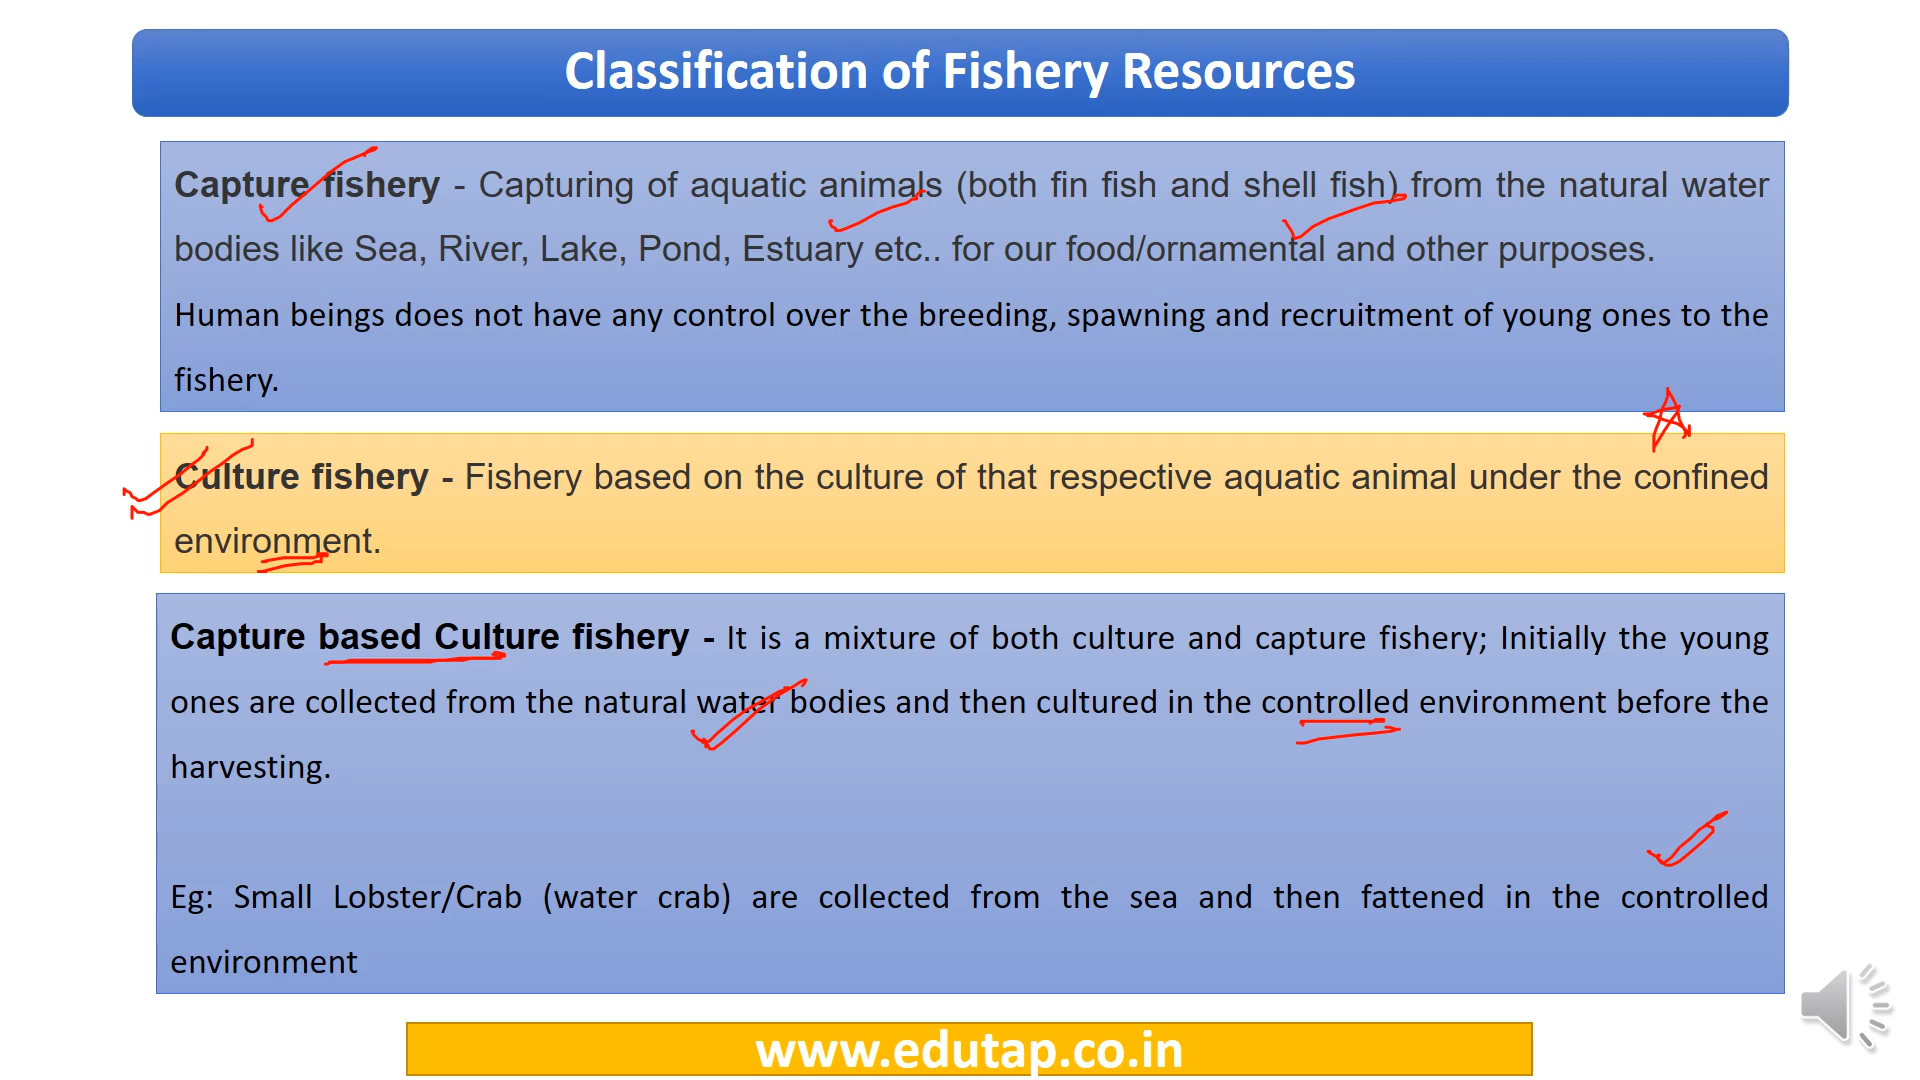 Classification of Fishery Resources
Capture fishery - Capturing of aquatic animals (both fin fish and shell fish) from the natural water
bodies like Sea, River, Lake, Pond, Estuary etc.. for our food/ornamental and other purposes.
Human beings does not have any control over the breeding, spawning and recruitment of young ones to the
fishery.
Culture fishery - Fishery based on the culture of that respective aquatic animal under the confined
environment.
Capture based Culture fishery - It is a mixture of both culture and capture fishery; Initially the young
ones are collected from the natural water bodies and then cultured in the controlled environment before the
harvesting.
Eg: Small Lobster/Crab (water crab) are collected from the sea and then fattened in the controlled
environment
www.edutap.co.in